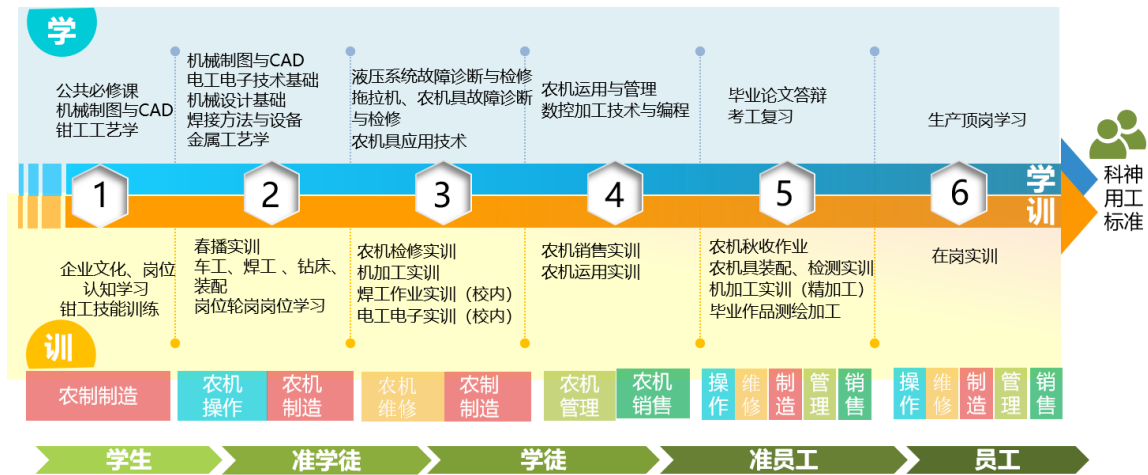 学
公共必修课
机械制图与CAD
钳工工艺学
机械制图与CAD
电工电子技术基础
机械设计基础
焊接方法与设备
金属工艺学
液压系统故障诊断与检修
拖拉机、农机具故障诊断
与检修
农机具应用技术
农机运用与管理
数控加工技术与编程
毕业论文答辩
考工复习
生产顶岗学习
1
2
3
4
5
6
学
训
科神
用工
标准
企业文化、岗位
认知学习
钳工技能训练
春播实训
车工、焊工 、钻床、
装配
岗位轮岗岗位学习
农机检修实训
机加工实训
焊工作业实训（校内）
电工电子实训（校内）
农机销售实训
农机运用实训
农机秋收作业
农机具装配、检测实训
机加工实训（精加工）
毕业作品测绘加工
在岗实训
训
农制制造
农机
操作
农机
制造
农机
维修
农制
制造
农机
管理
农机
销售
操作
维修
制造
管理
销售
操作
维修
制造
管理
销售
学生
准学徒
学徒
准员工
员工